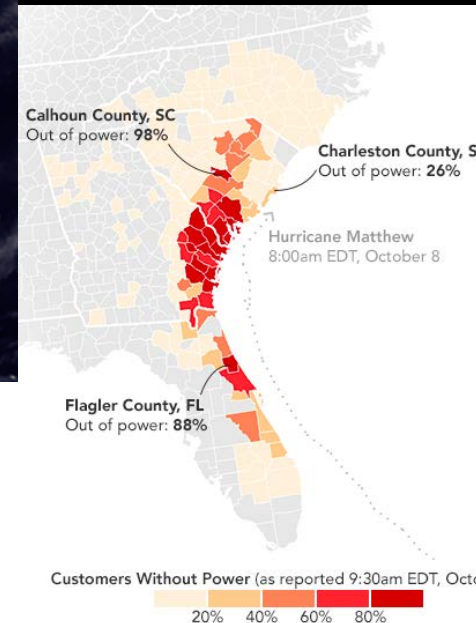 Calhoun County, SC
Out of power: 98%
Charleston County,
Out of power: 26%
Hurricane Matthew
8:00am EDT, October 8
Flagler County, FL
Out of power: 88%
Customers Without Power (as reported 9:30am EDT,
20% 40% 60% 80%